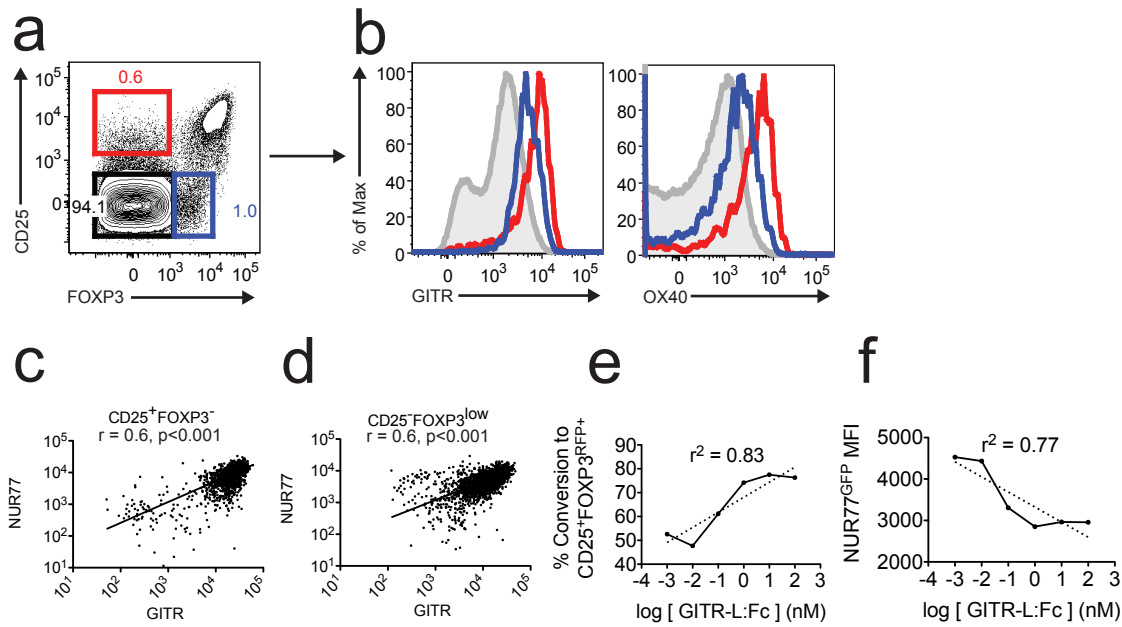 a
CD25
10^5
10^4
10^3
0
0.6
94.1
1.0
0 10^3 10^4 10^5
FOXP3
b
% of Max
100
80
60
40
20
0
0 10^3 10^4 10^5
GITR
100
80
60
40
20
0
0 10^3 10^4 10^5
OX40
c
CD25^+FOXP3^-
r = 0.6, p<0.001
NUR77
10^5
10^4
10^3
10^2
10^1
10^1 10^2 10^3 10^4 10^5
GITR
d
CD25^-FOXP3^low
r = 0.6, p<0.001
NUR77
10^5
10^4
10^3
10^2
10^1
10^1 10^2 10^3 10^4 10^5
GITR
e
% Conversion to
CD25^+FOXP3^RFP+
r^2 = 0.83
90
80
70
60
50
40
-4 -3 -2 -1 0 1 2 3
log [ GITR-L:Fc ] (nM)
f
NUR77^GFP MFI
r^2 = 0.77
5000
4000
3000
2000
-4 -3 -2 -1 0 1 2 3
log [ GITR-L:Fc ] (nM)